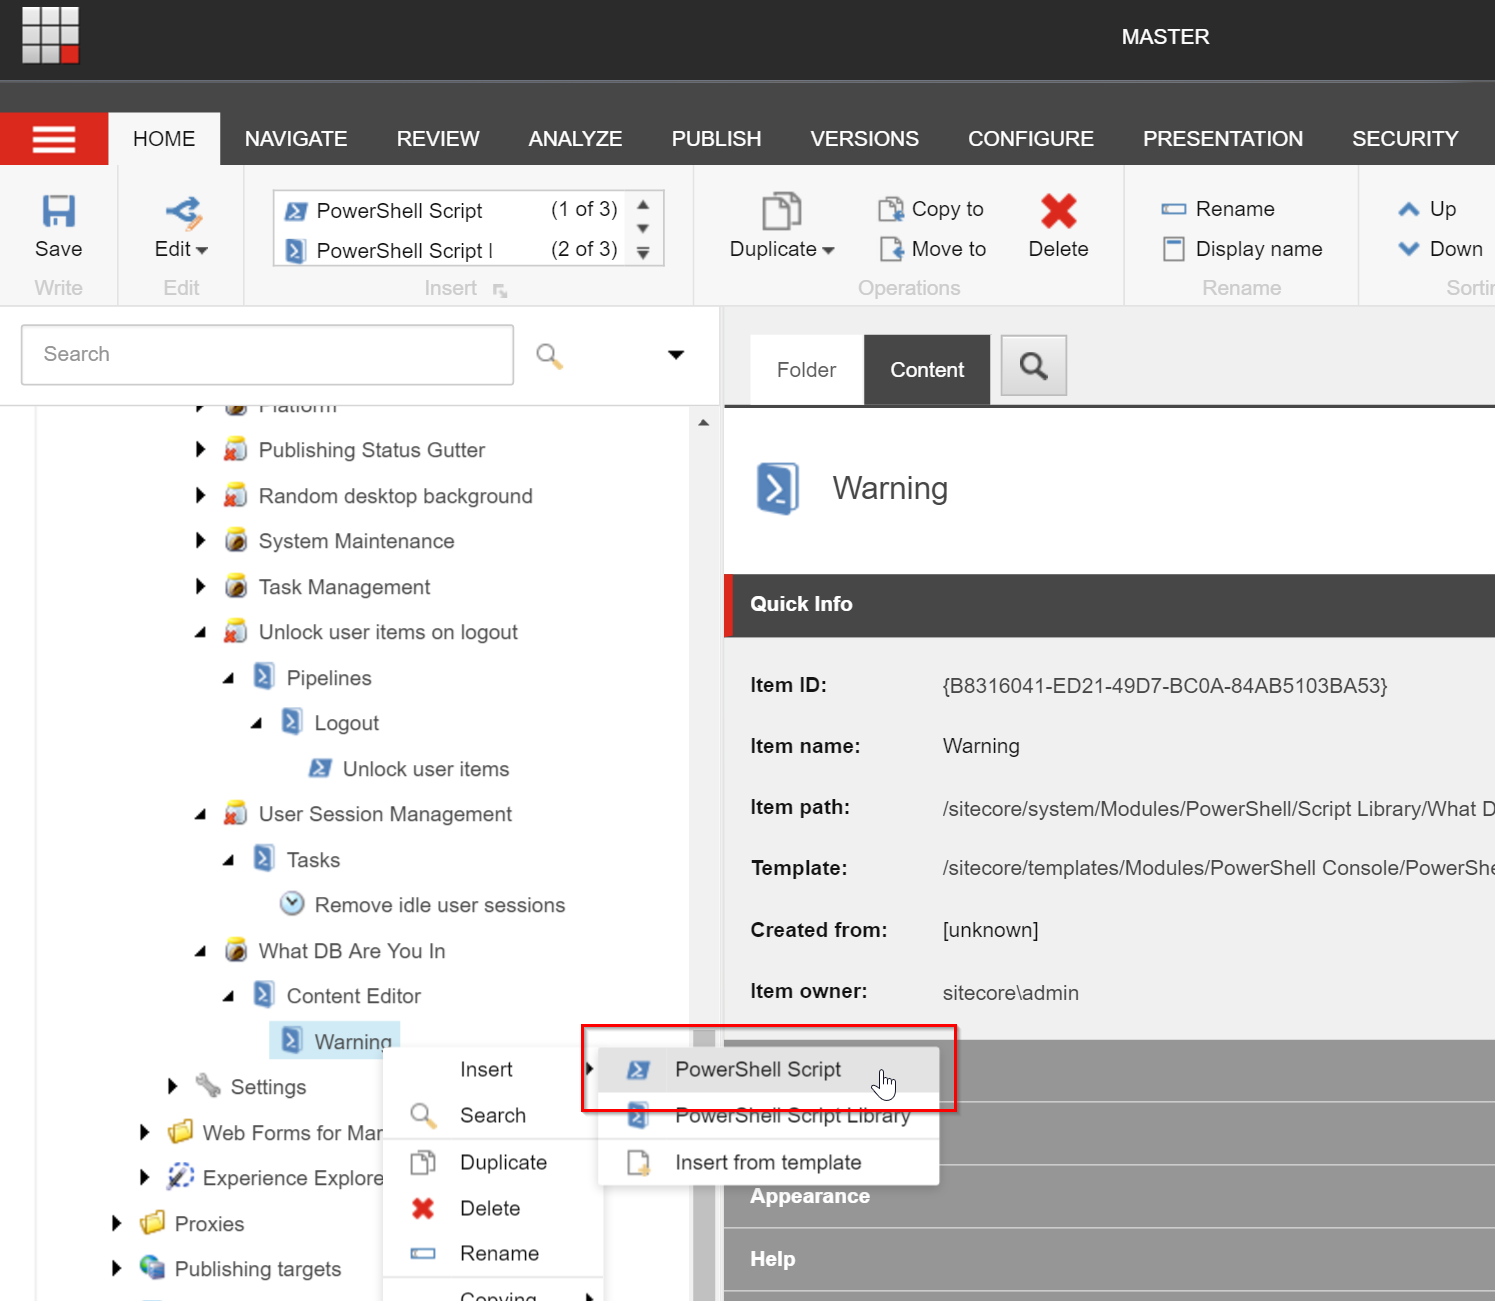 MASTER
HOME NAVIGATE REVIEW ANALYZE PUBLISH VERSIONS CONFIGURE PRESENTATION SECURITY
Save
Write
Edit
Edit
PowerShell Script (1 of 3)
PowerShell Script l (2 of 3)
Insert
Duplicate
Copy to
Move to
Delete
Operations
Rename
Display name
Rename
Up
Down
Sortin
Search
Platform
Publishing Status Gutter
Random desktop background
System Maintenance
Task Management
Unlock user items on logout
Pipelines
Logout
Unlock user items
User Session Management
Tasks
Remove idle user sessions
What DB Are You In
Content Editor
Warning
Settings
Web Forms for Mar
Experience Explore
Proxies
Publishing targets
Insert
Search
Duplicate
Delete
Rename
Copying
PowerShell Script
PowerShell Script Library
Insert from template
Folder Content
Warning
Quick Info
Item ID: {B8316041-ED21-49D7-BC0A-84AB5103BA53}
Item name: Warning
Item path: /sitecore/system/Modules/PowerShell/Script Library/What D
Template: /sitecore/templates/Modules/PowerShell Console/PowerShe
Created from: [unknown]
Item owner: sitecore\admin
Appearance
Help